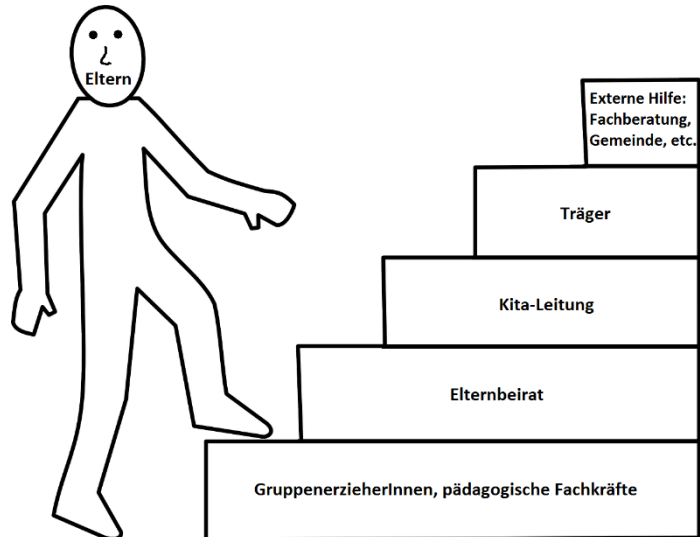 Eltern
Externe Hilfe:
Fachberatung,
Gemeinde, etc.
Träger
Kita-Leitung
Elternbeirat
GruppenerzieherInnen, pädagogische Fachkräfte